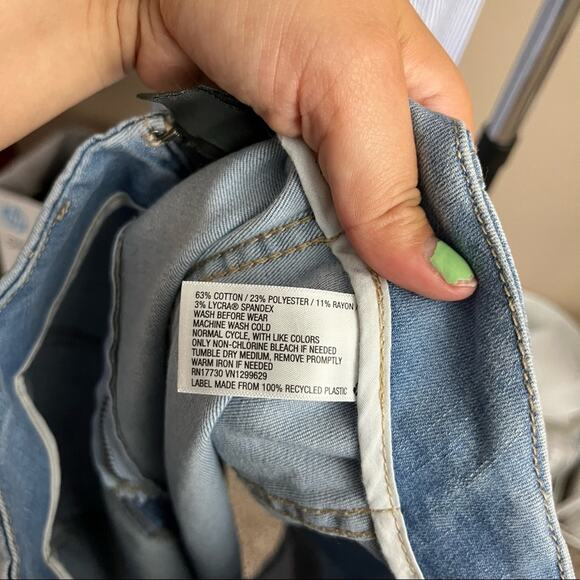 63% COTTON / 23% POLYESTER / 11% RAYON /
3% LYCRA® SPANDEX
WASH BEFORE WEAR
MACHINE WASH COLD
NORMAL CYCLE, WITH LIKE COLORS
ONLY NON-CHLORINE BLEACH IF NEEDED
TUMBLE DRY MEDIUM, REMOVE PROMPTLY
WARM IRON IF NEEDED
RN17730 VN1299629
LABEL MADE FROM 100% RECYCLED PLASTIC